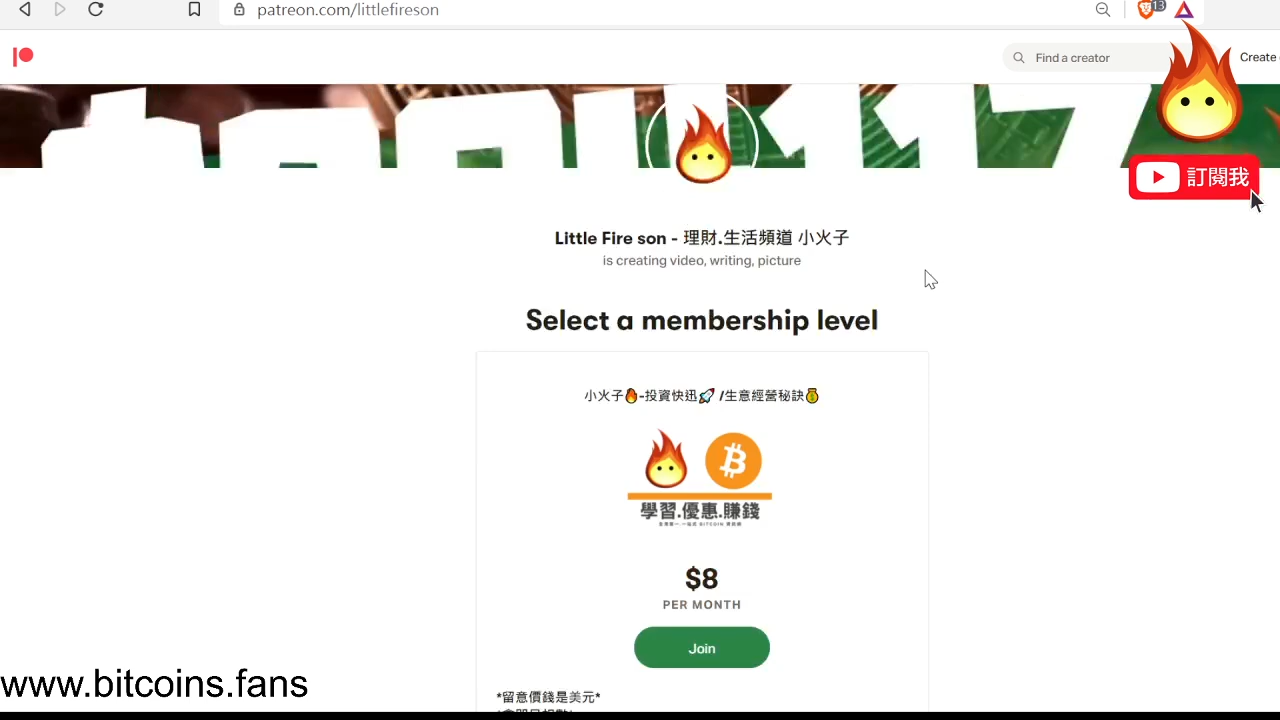 patreon.com/littlefireson
13
Find a creator
Create
訂閱我
Little Fire son - 理財.生活頻道 小火子
is creating video, writing, picture
Select a membership level
小火子🔥-投資快迅🚀 /生意經營秘訣💰
學習.優惠.賺錢
$8
PER MONTH
Join
www.bitcoins.fans
*留意價錢是美元*